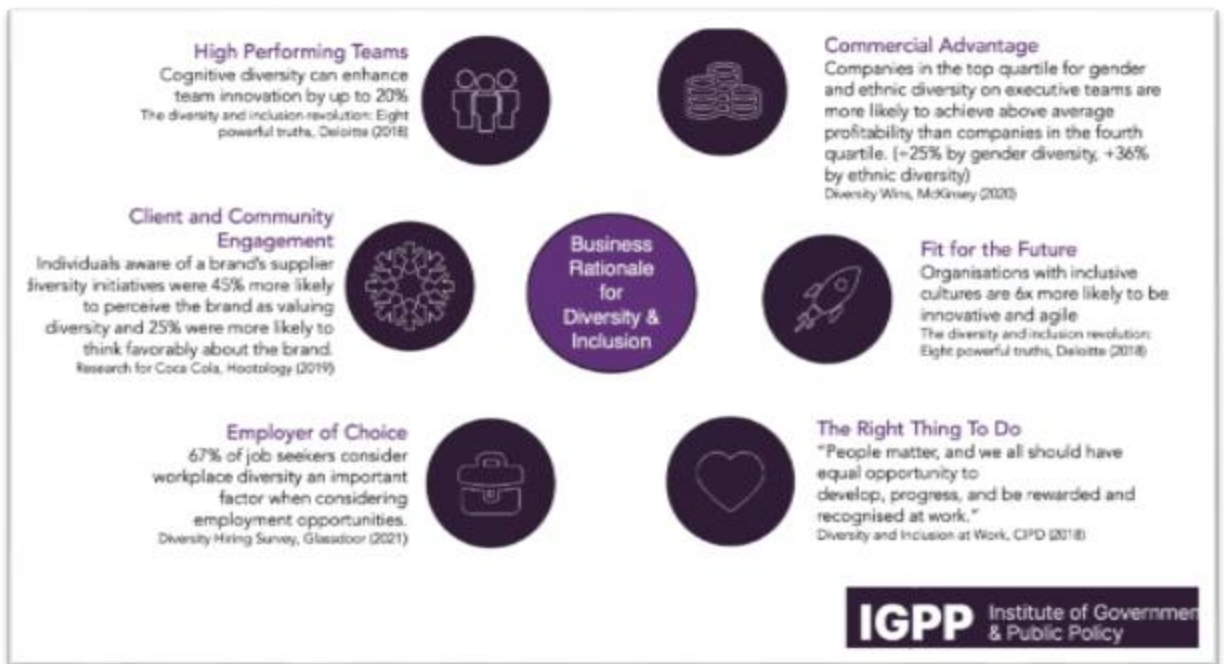 High Performing Teams
Cognitive diversity can enhance
team innovation by up to 20%
The diversity and inclusion revolution: Eight
powerful truths, Deloitte (2018)
Commercial Advantage
Companies in the top quartile for gender
and ethnic diversity on executive teams are
more likely to achieve above average
profitability than companies in the fourth
quartile. (+25% by gender diversity, +36%
by ethnic diversity)
Diversity Wins, McKinsey (2020)
Client and Community
Engagement
Individuals aware of a brand's supplier
diversity initiatives were 45% more likely
to perceive the brand as valuing
diversity and 25% were more likely to
think favorably about the brand.
Research for Coca Cola, Hootology (2019)
Business
Rationale
for
Diversity &
Inclusion
Fit for the Future
Organisations with inclusive
cultures are 6x more likely to be
innovative and agile
The diversity and inclusion revolution:
Eight powerful truths, Deloitte (2018)
Employer of Choice
67% of job seekers consider
workplace diversity an important
factor when considering
employment opportunities.
Diversity Hiring Survey, Glassdoor (2021)
The Right Thing To Do
"People matter, and we all should have
equal opportunity to
develop, progress, and be rewarded and
recognised at work."
Diversity and Inclusion at Work, CIPD (2018)
IGPP
Institute of Governmen
& Public Policy